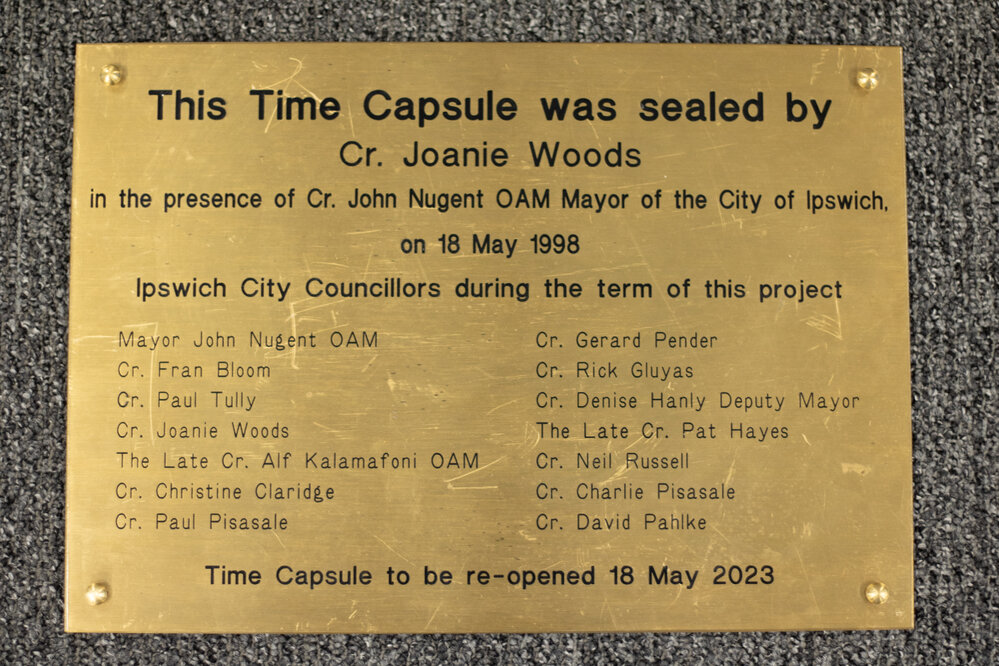 This Time Capsule was sealed by
Cr. Joanie Woods
in the presence of Cr. John Nugent OAM Mayor of the City of Ipswich,
on 18 May 1998
Ipswich City Councillors during the term of this project
Mayor John Nugent OAM
Cr. Fran Bloom
Cr. Paul Tully
Cr. Joanie Woods
The Late Cr. Alf Kalamafoni OAM
Cr. Christine Claridge
Cr. Paul Pisasale
Cr. Gerard Pender
Cr. Rick Gluyas
Cr. Denise Hanly Deputy Mayor
The Late Cr. Pat Hayes
Cr. Neil Russell
Cr. Charlie Pisasale
Cr. David Pahlke
Time Capsule to be re-opened 18 May 2023